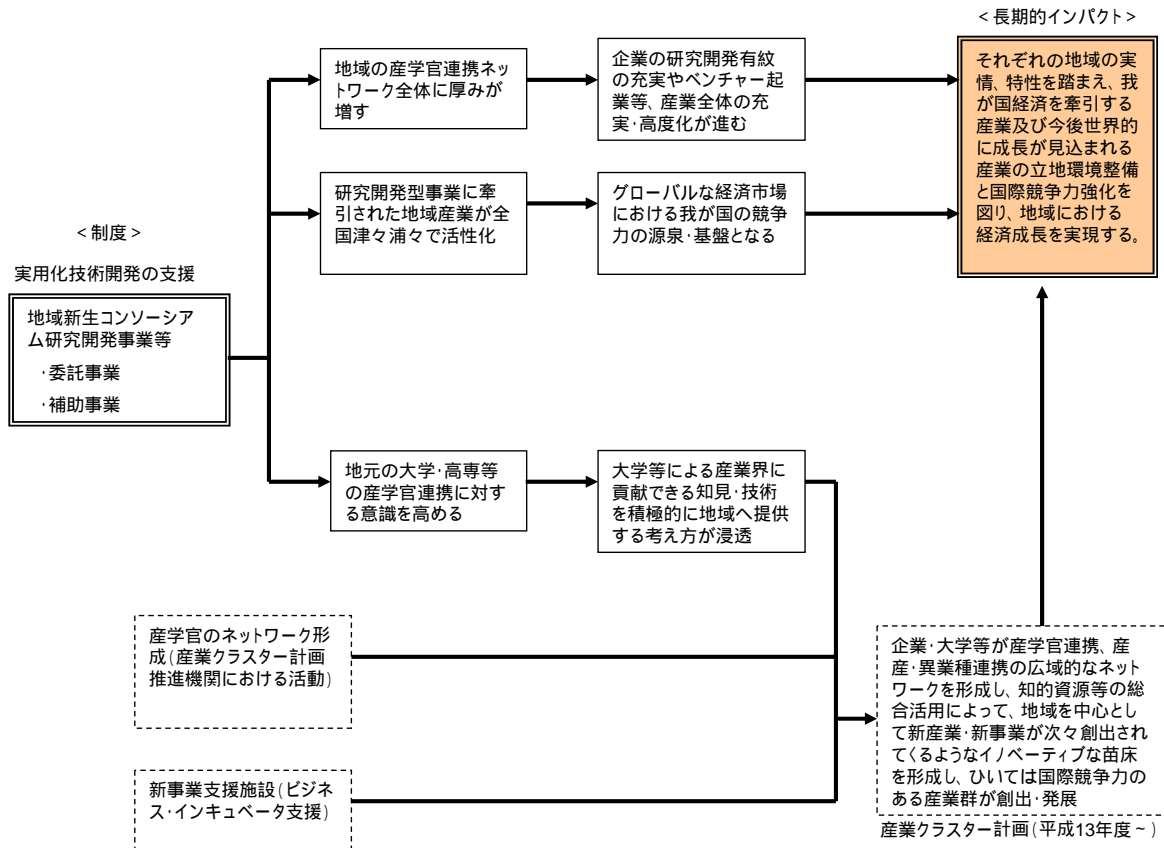 <長期的インパクト>
地域の産学官連携ネッ
トワーク全体に厚みが
増す
企業の研究開発有紋
の充実やベンチャー起
業等、産業全体の充
実・高度化が進む
それぞれの地域の実
情、特性を踏まえ、我
が国経済を牽引する
産業及び今後世界的
に成長が見込まれる
産業の立地環境整備
と国際競争力強化を
図り、地域における
経済成長を実現する。
研究開発型事業に牽
引された地域産業が全
国津々浦々で活性化
グローバルな経済市場
における我が国の競争
力の源泉・基盤となる
<制度>
実用化技術開発の支援
地域新生コンソーシア
ム研究開発事業等
・委託事業
・補助事業
地元の大学・高専等
の産学官連携に対す
る意識を高める
大学等による産業界に
貢献できる知見・技術
を積極的に地域へ提供
する考え方が浸透
産学官のネットワーク形
成(産業クラスター計画
推進機関における活動)
企業・大学等が産学官連携、産
産・異業種連携の広域的なネット
ワークを形成し、知的資源等の総
合活用によって、地域を中心とし
て新産業・新事業が次々創出され
てくるようなイノベーティブな苗床
を形成し、ひいては国際競争力の
ある産業群が創出・発展
新事業支援施設(ビジネ
ス・インキュベータ支援)
産業クラスター計画(平成13年度~)